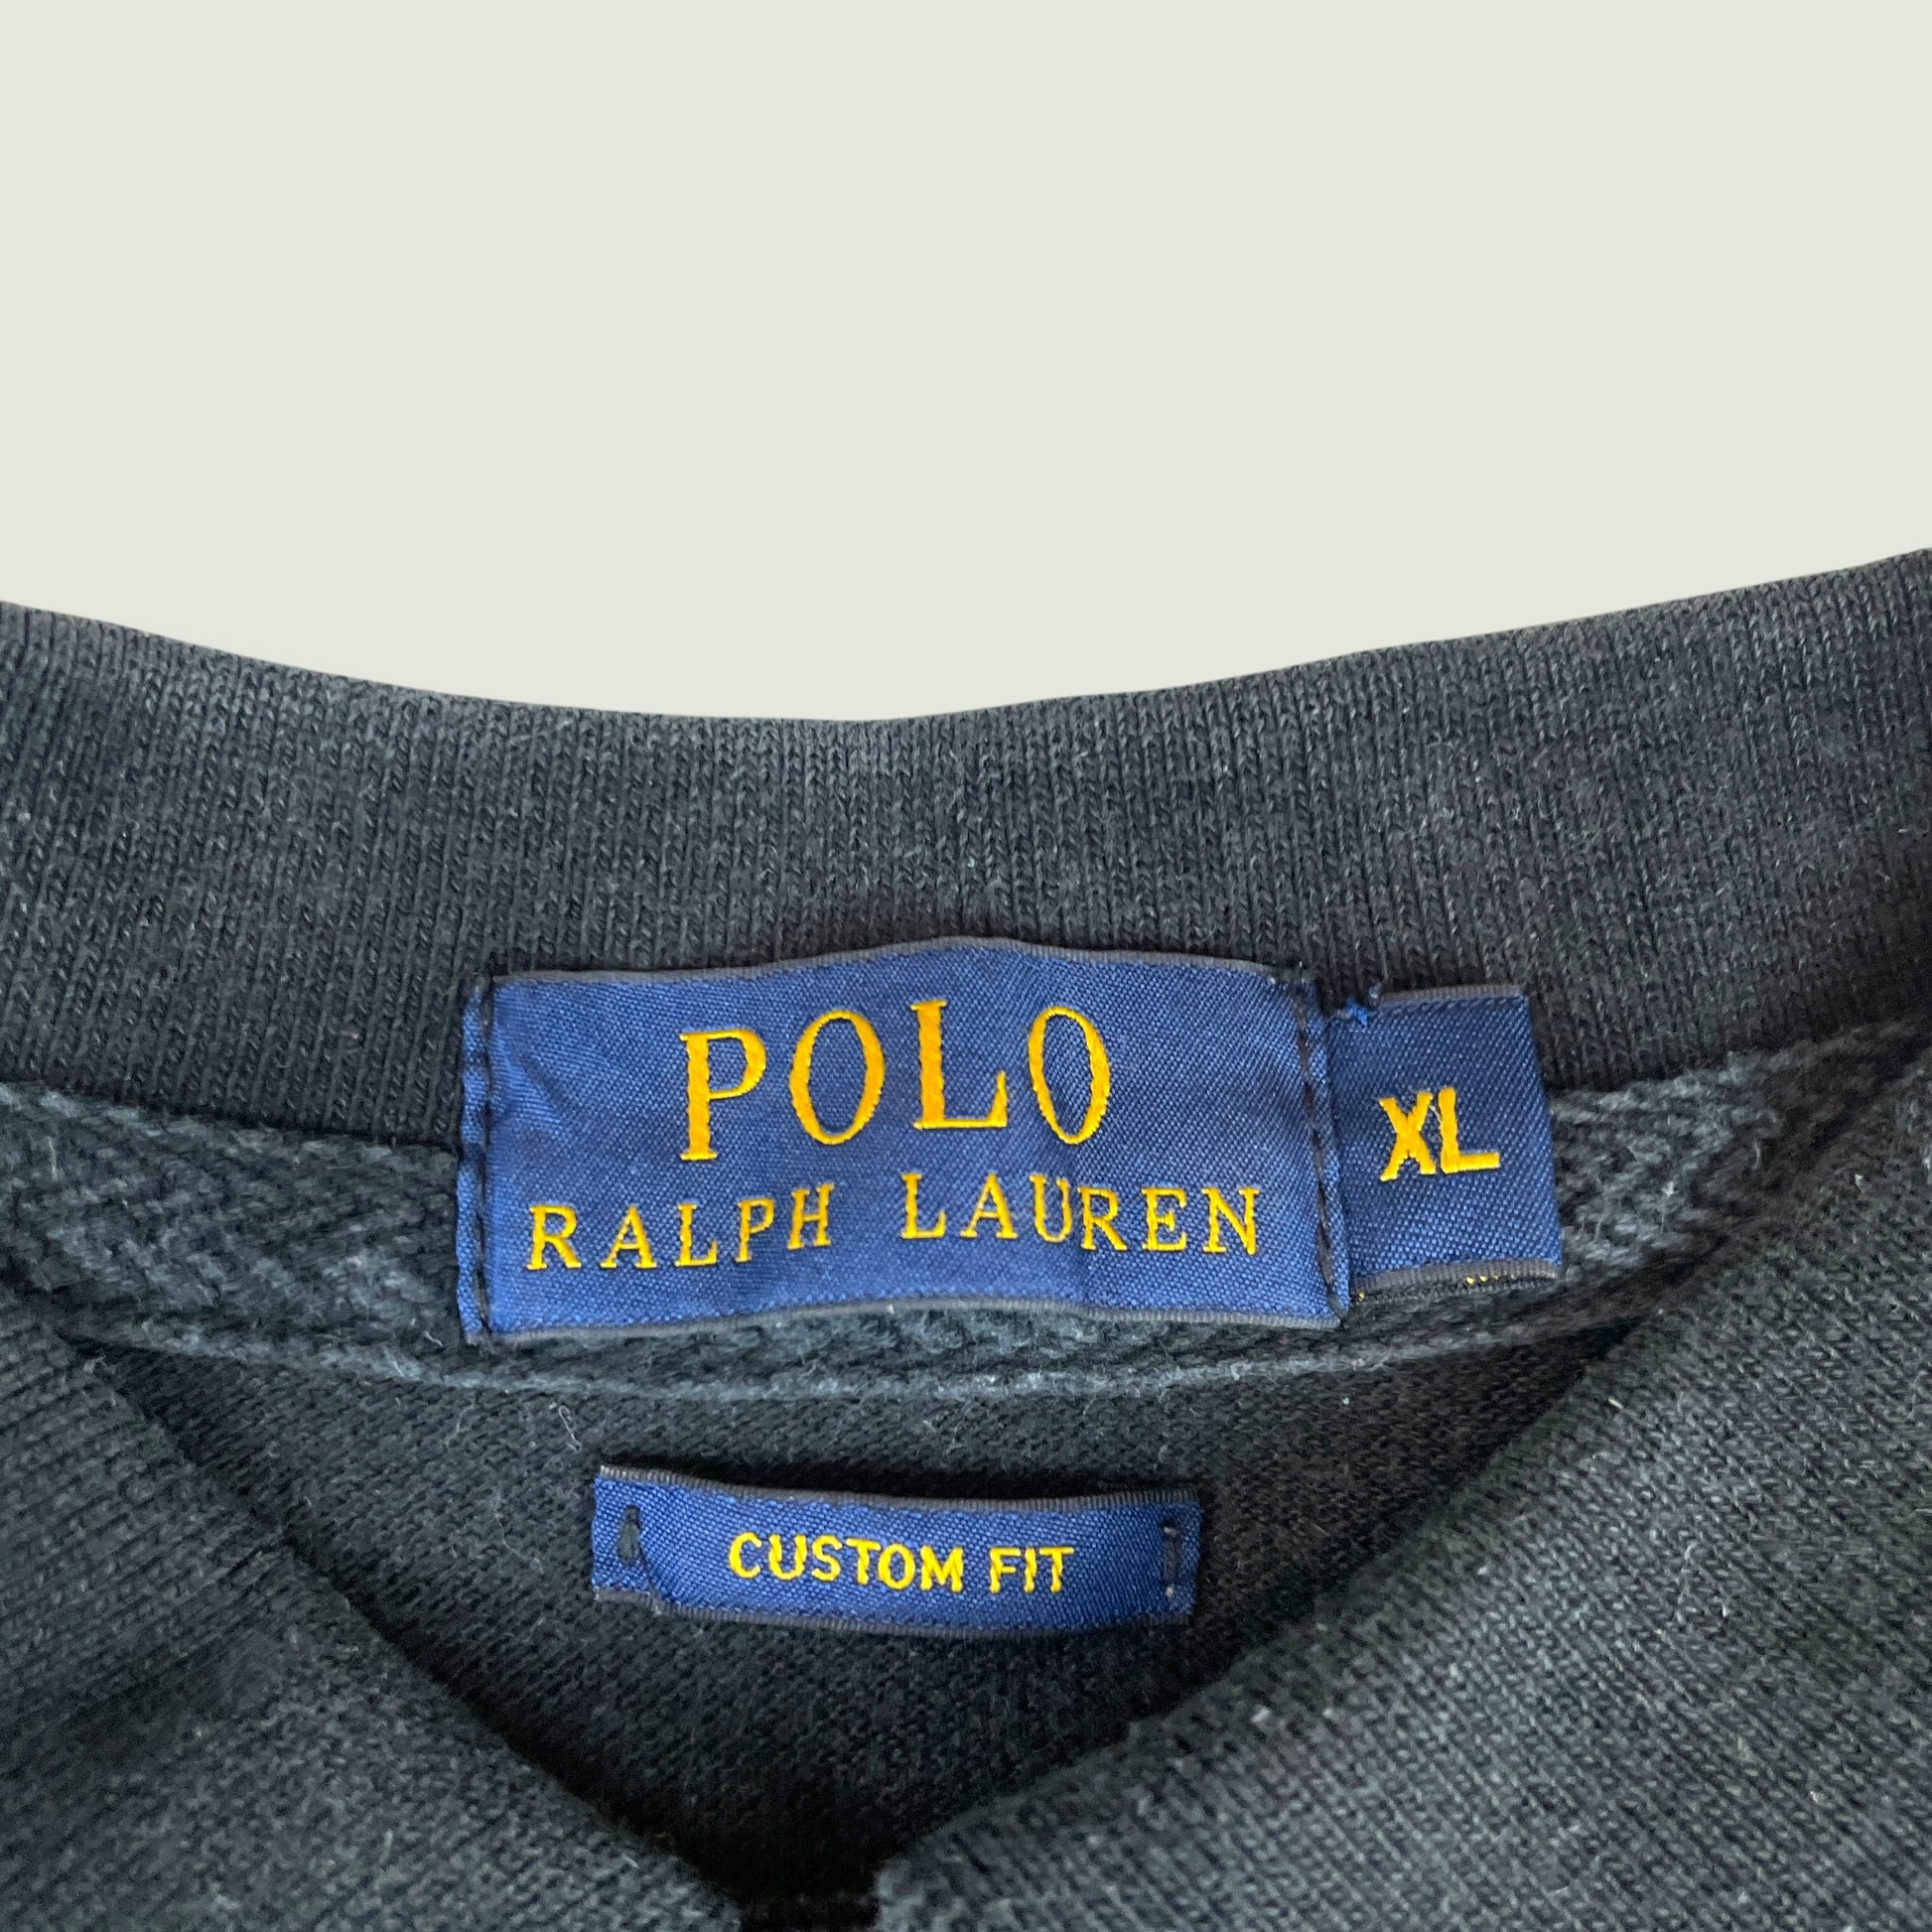 POLO
RALPH LAUREN
XL
CUSTOM FIT